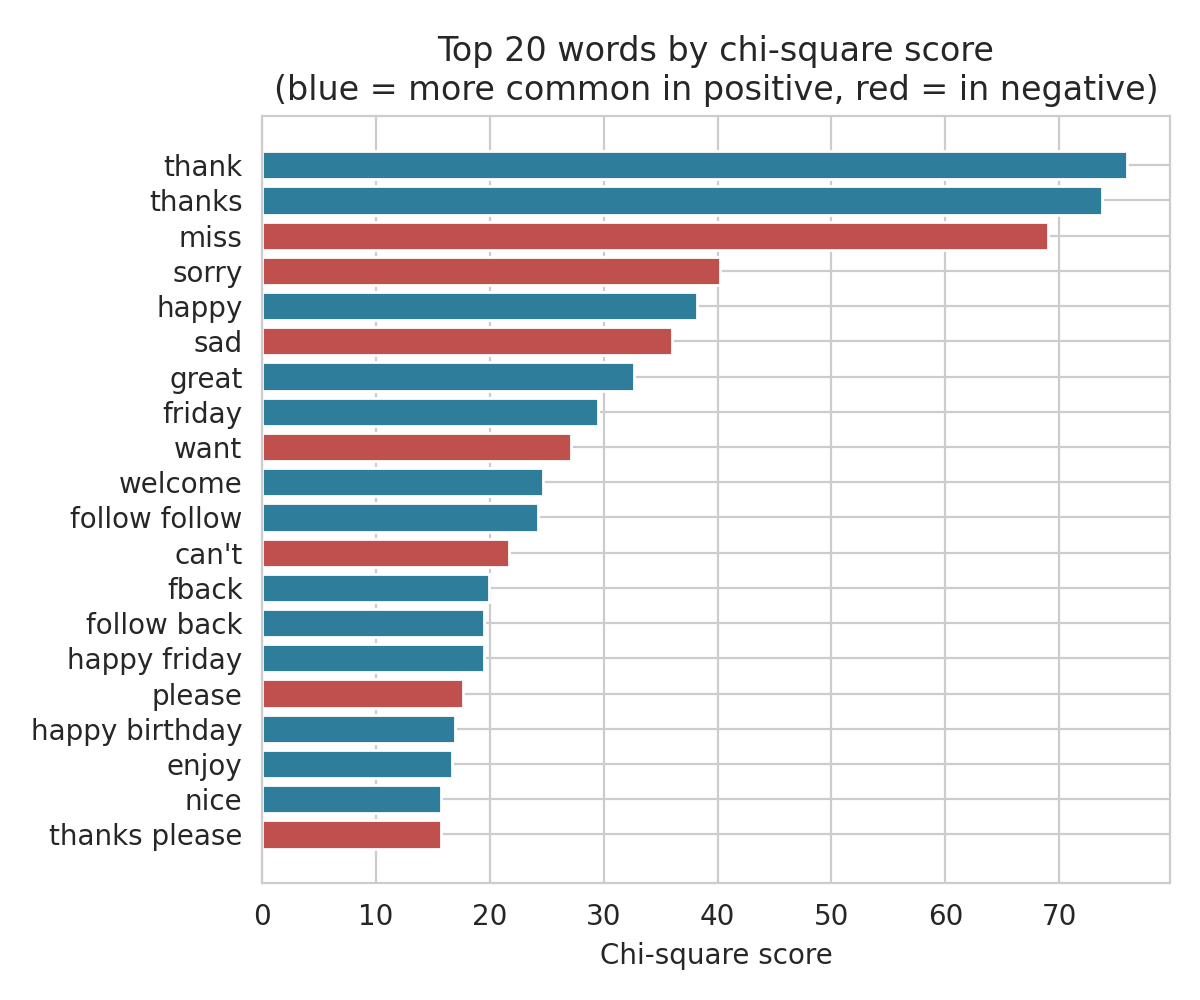 Top 20 words by chi-square score
(blue = more common in positive, red = in negative)
thank
thanks
miss
sorry
happy
sad
great
friday
want
welcome
follow follow
can't
fback
follow back
happy friday
please
happy birthday
enjoy
nice
thanks please
0 10 20 30 40 50 60 70
Chi-square score